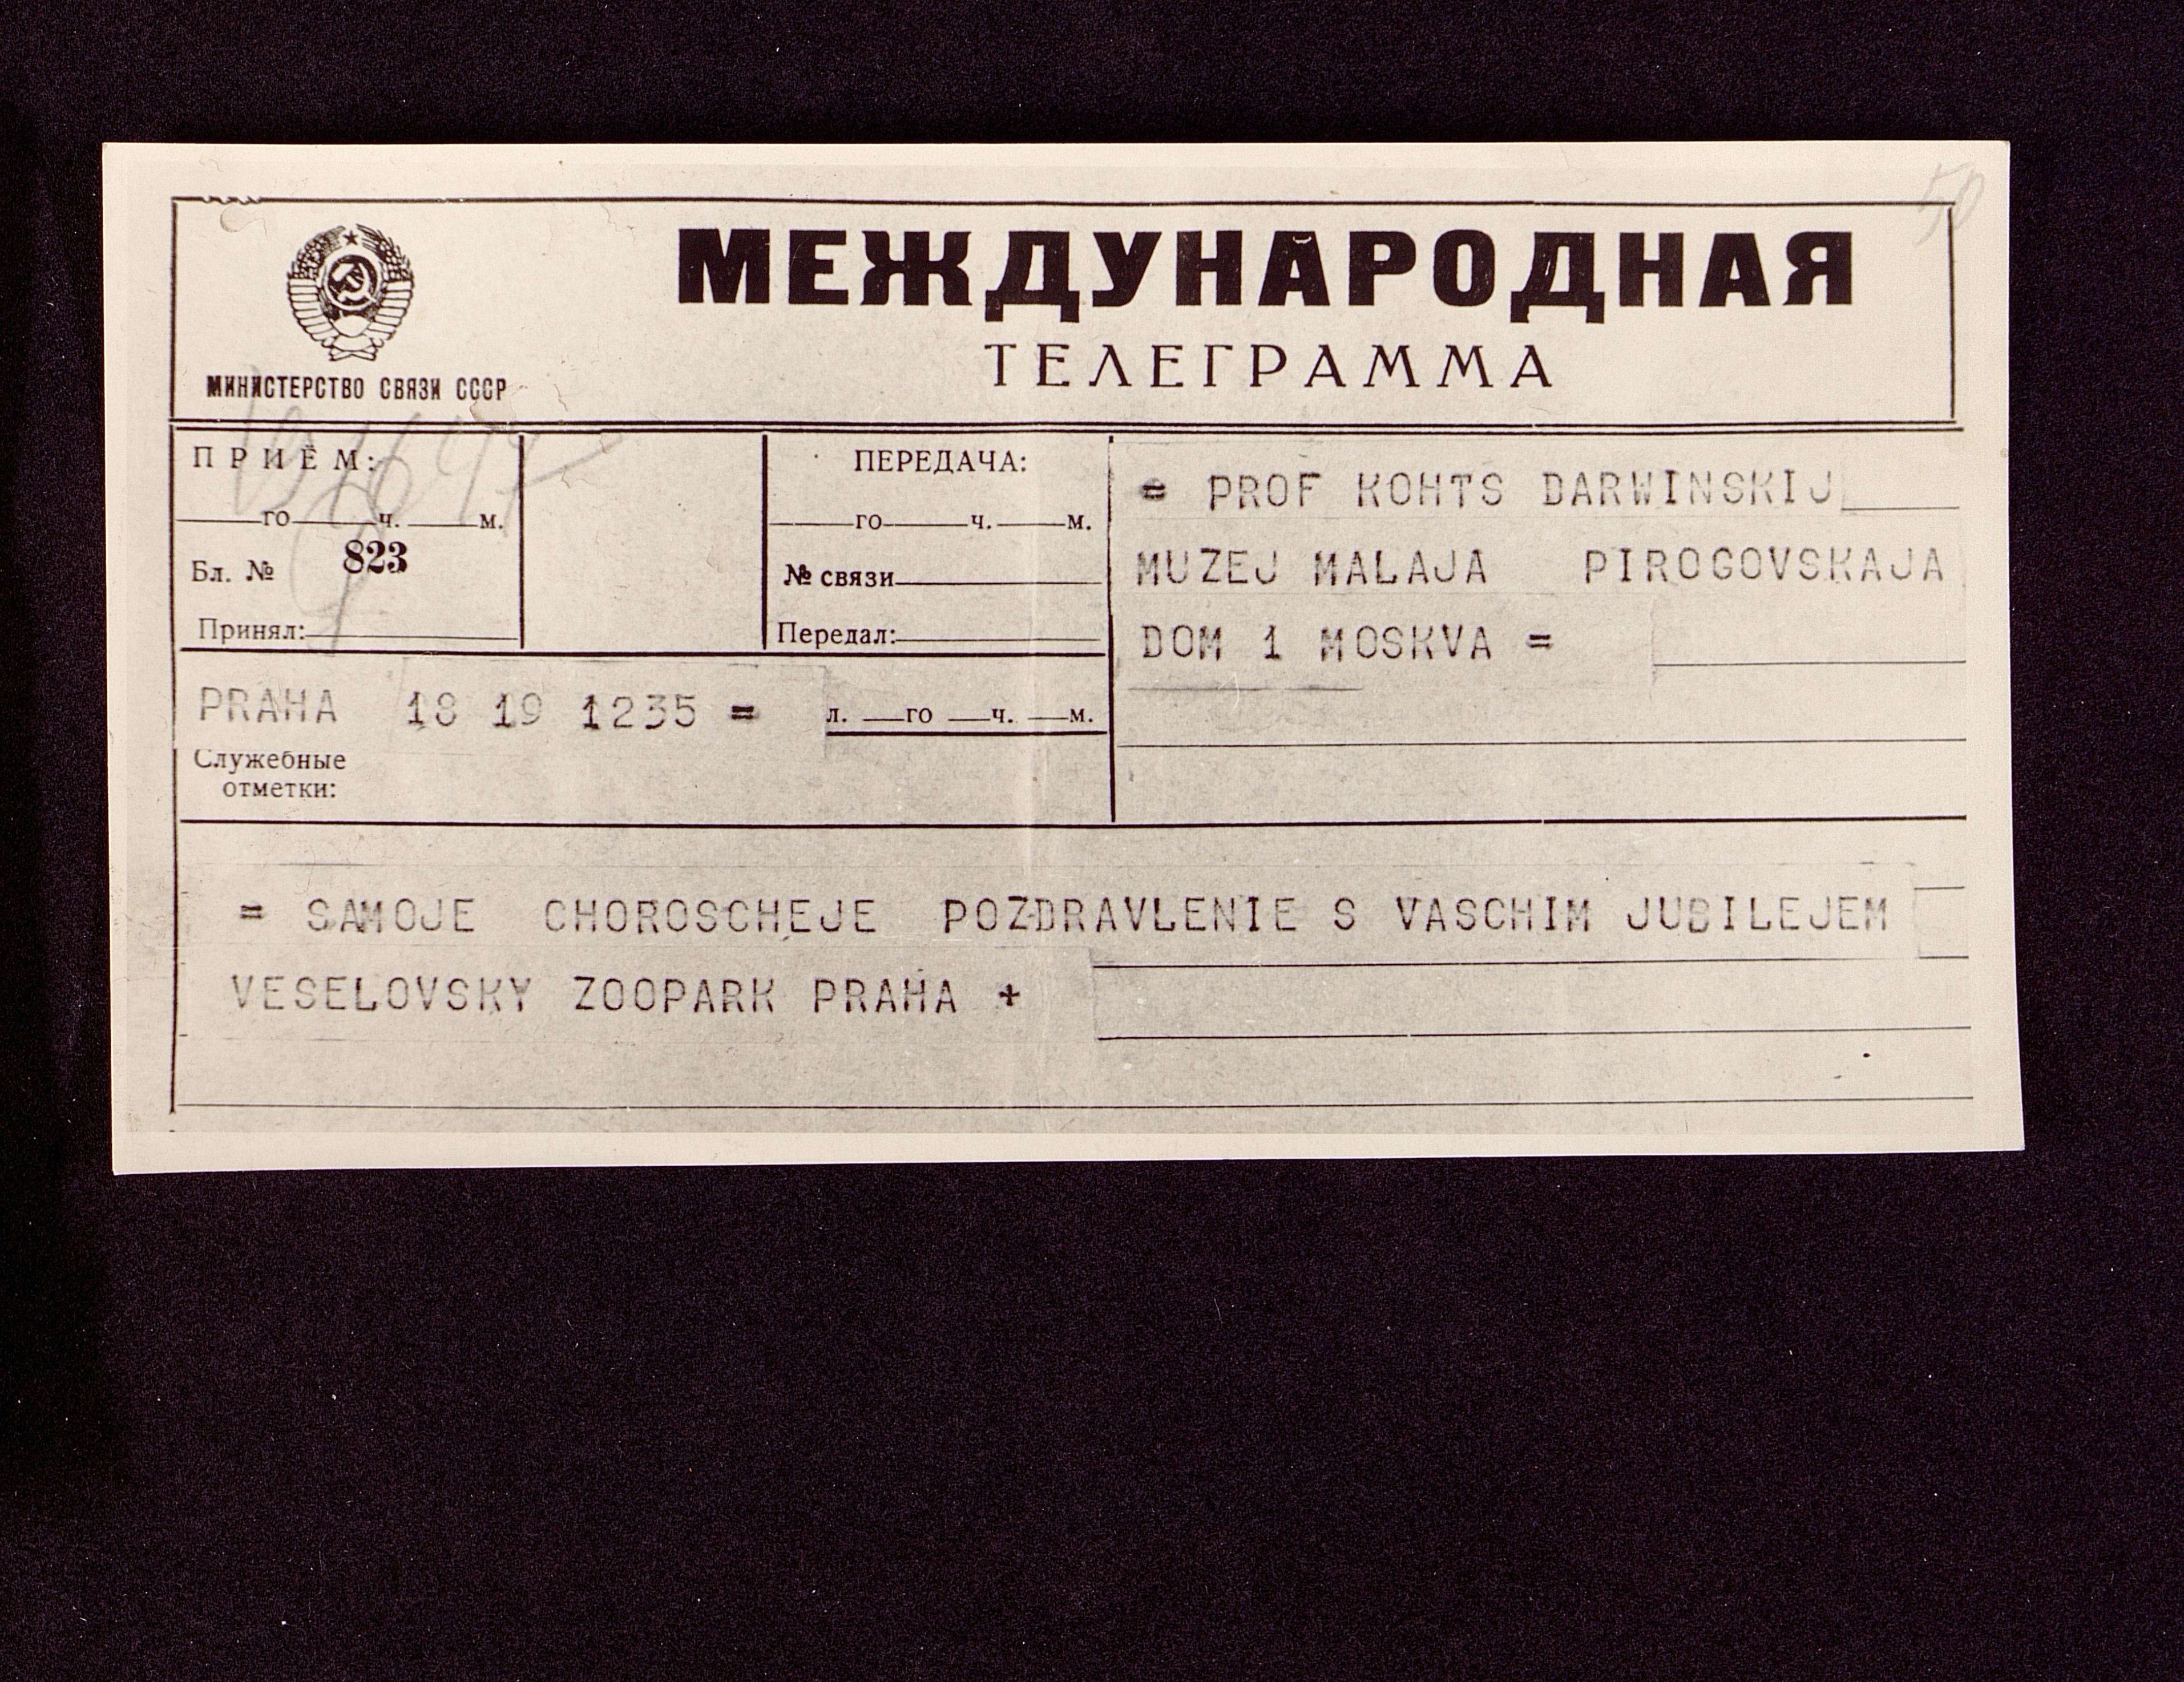 МЕЖДУНАРОДНАЯ
ТЕЛЕГРАММА
МИНИСТЕРСТВО СВЯЗИ СССР
50
ПРИЁМ:
го ч. м.
Бл. № 823
Принял:
ПЕРЕДАЧА:
го ч. м.
№ связи
Передал:
= PROF KOHTS DARWINSKIJ
MUZEJ MALAJA PIROGOVSKAJA
DOM 1 MOSKVA =
PRAHA 18 19 1235 = л. го ч. м.
Служебные
отметки:
= SAMOJE CHOROSCHEJE POZDRAVLENIE S VASCHIM JUBILEJEM
VESELOVSKY ZOOPARK PRAHA +